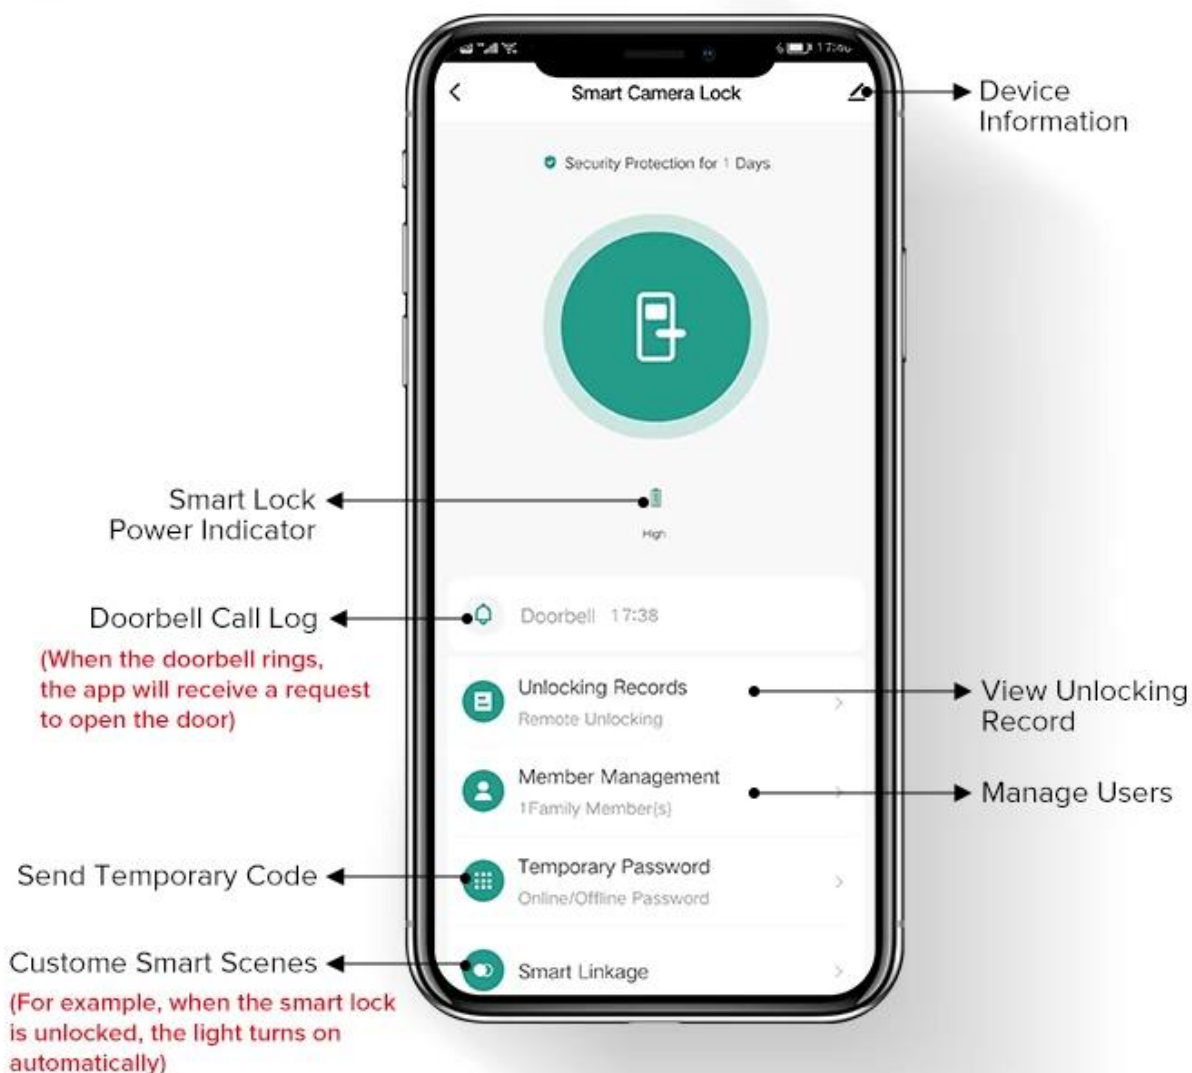 Smart Camera Lock
Device
Information
Security Protection for 1 Days
Smart Lock
Power Indicator
High
Doorbell Call Log
(When the doorbell rings,
the app will receive a request
to open the door)
Doorbell 17:38
Unlocking Records
Remote Unlocking
View Unlocking
Record
Member Management
1Family Member(s)
Manage Users
Send Temporary Code
Temporary Password
Online/Offline Password
Custome Smart Scenes
(For example, when the smart lock
is unlocked, the light turns on
automatically)
Smart Linkage